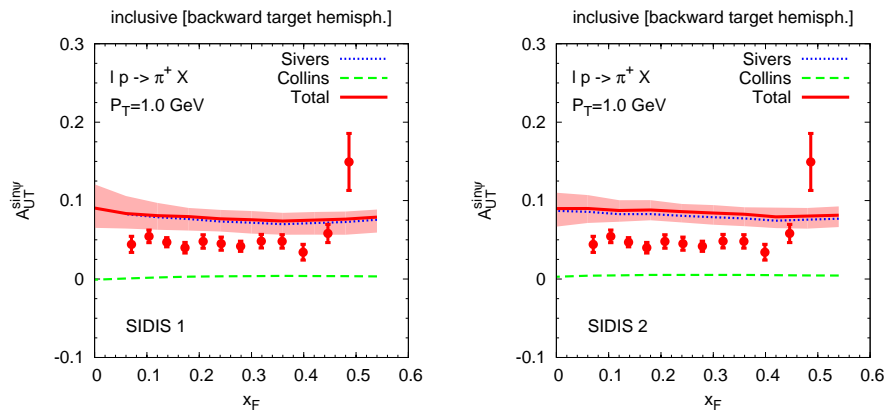 inclusive [backward target hemisph.]
0.3
0.2
0.1
0
-0.1
A_UT^sinψ
l p -> π⁺ X
P_T=1.0 GeV
Sivers
Collins
Total
SIDIS 1
0 0.1 0.2 0.3 0.4 0.5 0.6
x_F
inclusive [backward target hemisph.]
0.3
0.2
0.1
0
-0.1
A_UT^sinψ
l p -> π⁺ X
P_T=1.0 GeV
Sivers
Collins
Total
SIDIS 2
0 0.1 0.2 0.3 0.4 0.5 0.6
x_F